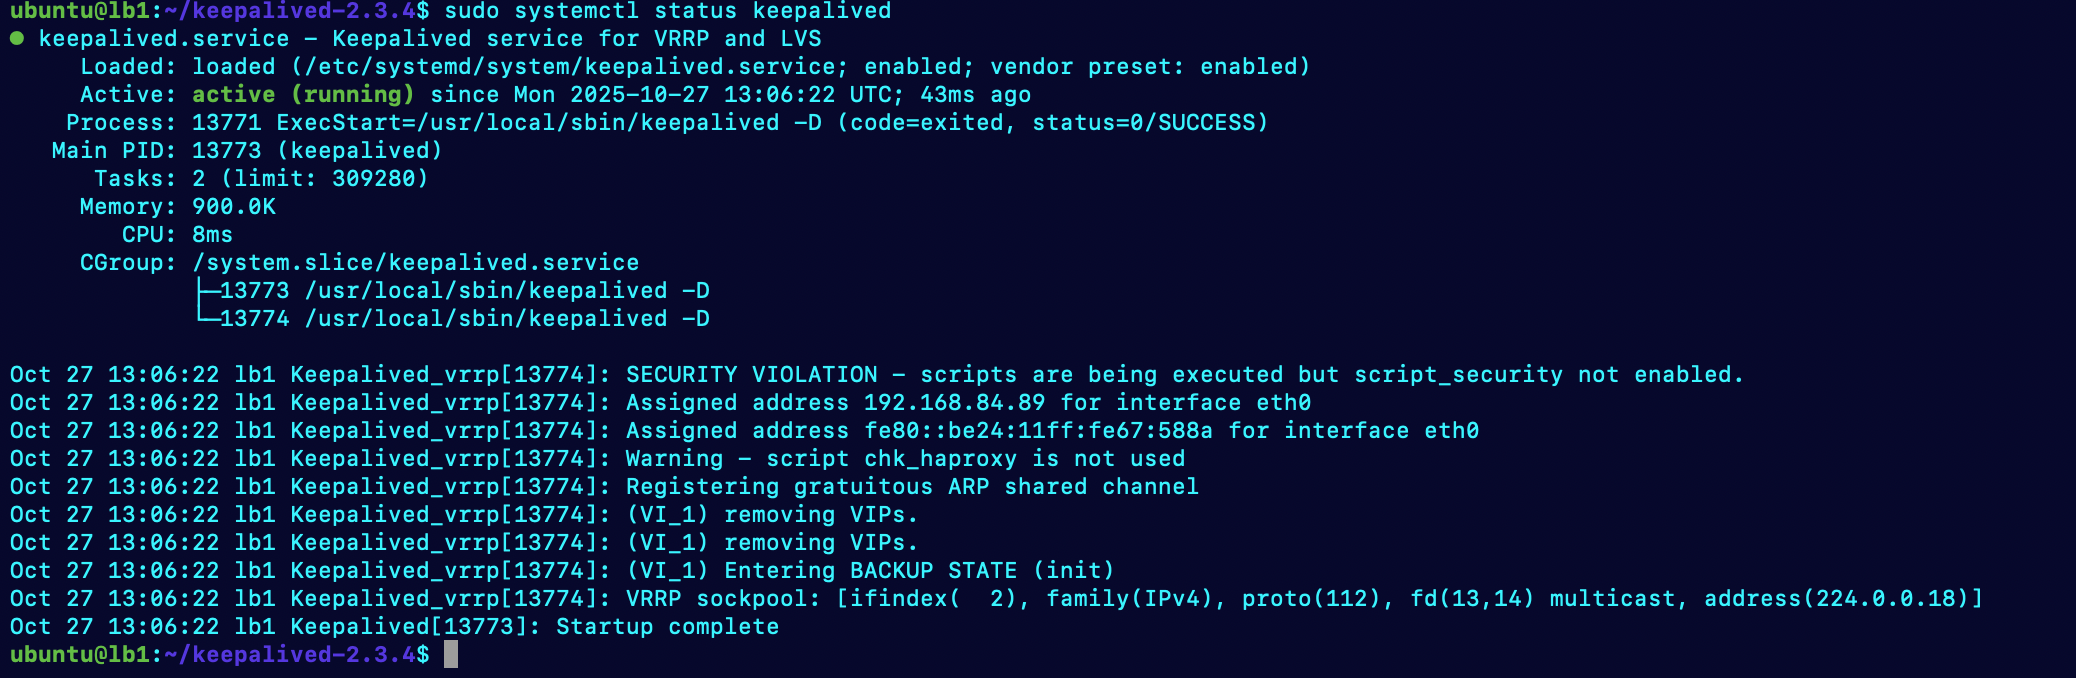 ubuntu@lb1:~/keepalived-2.3.4$ sudo systemctl status keepalived
● keepalived.service – Keepalived service for VRRP and LVS
     Loaded: loaded (/etc/systemd/system/keepalived.service; enabled; vendor preset: enabled)
     Active: active (running) since Mon 2025-10-27 13:06:22 UTC; 43ms ago
    Process: 13771 ExecStart=/usr/local/sbin/keepalived -D (code=exited, status=0/SUCCESS)
   Main PID: 13773 (keepalived)
      Tasks: 2 (limit: 309280)
     Memory: 900.0K
        CPU: 8ms
     CGroup: /system.slice/keepalived.service
             ├─13773 /usr/local/sbin/keepalived -D
             └─13774 /usr/local/sbin/keepalived -D

Oct 27 13:06:22 lb1 Keepalived_vrrp[13774]: SECURITY VIOLATION – scripts are being executed but script_security not enabled.
Oct 27 13:06:22 lb1 Keepalived_vrrp[13774]: Assigned address 192.168.84.89 for interface eth0
Oct 27 13:06:22 lb1 Keepalived_vrrp[13774]: Assigned address fe80::be24:11ff:fe67:588a for interface eth0
Oct 27 13:06:22 lb1 Keepalived_vrrp[13774]: Warning – script chk_haproxy is not used
Oct 27 13:06:22 lb1 Keepalived_vrrp[13774]: Registering gratuitous ARP shared channel
Oct 27 13:06:22 lb1 Keepalived_vrrp[13774]: (VI_1) removing VIPs.
Oct 27 13:06:22 lb1 Keepalived_vrrp[13774]: (VI_1) removing VIPs.
Oct 27 13:06:22 lb1 Keepalived_vrrp[13774]: (VI_1) Entering BACKUP STATE (init)
Oct 27 13:06:22 lb1 Keepalived_vrrp[13774]: VRRP sockpool: [ifindex(  2), family(IPv4), proto(112), fd(13,14) multicast, address(224.0.0.18)]
Oct 27 13:06:22 lb1 Keepalived[13773]: Startup complete
ubuntu@lb1:~/keepalived-2.3.4$